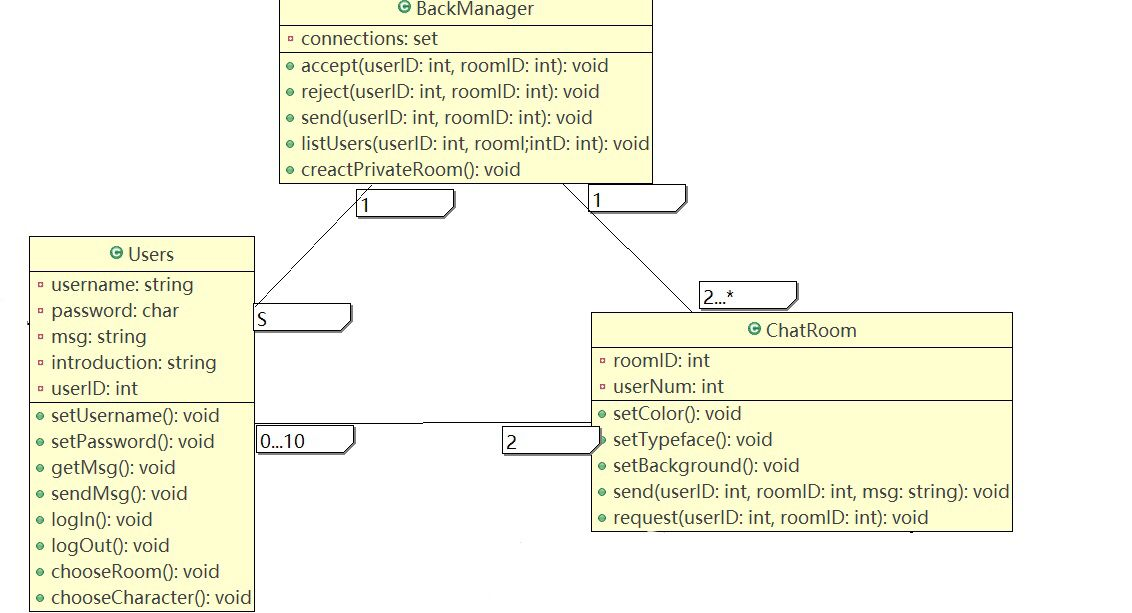 BackManager
connections: set
accept(userID: int, roomID: int): void
reject(userID: int, roomID: int): void
send(userID: int, roomID: int): void
listUsers(userID: int, rooml;intD: int): void
creactPrivateRoom(): void
1
1
Users
username: string
password: char
msg: string
introduction: string
userID: int
setUsername(): void
setPassword(): void
getMsg(): void
sendMsg(): void
logIn(): void
logOut(): void
chooseRoom(): void
chooseCharacter(): void
S
2...*
ChatRoom
roomID: int
userNum: int
setColor(): void
setTypeface(): void
setBackground(): void
send(userID: int, roomID: int, msg: string): void
request(userID: int, roomID: int): void
0...10
2